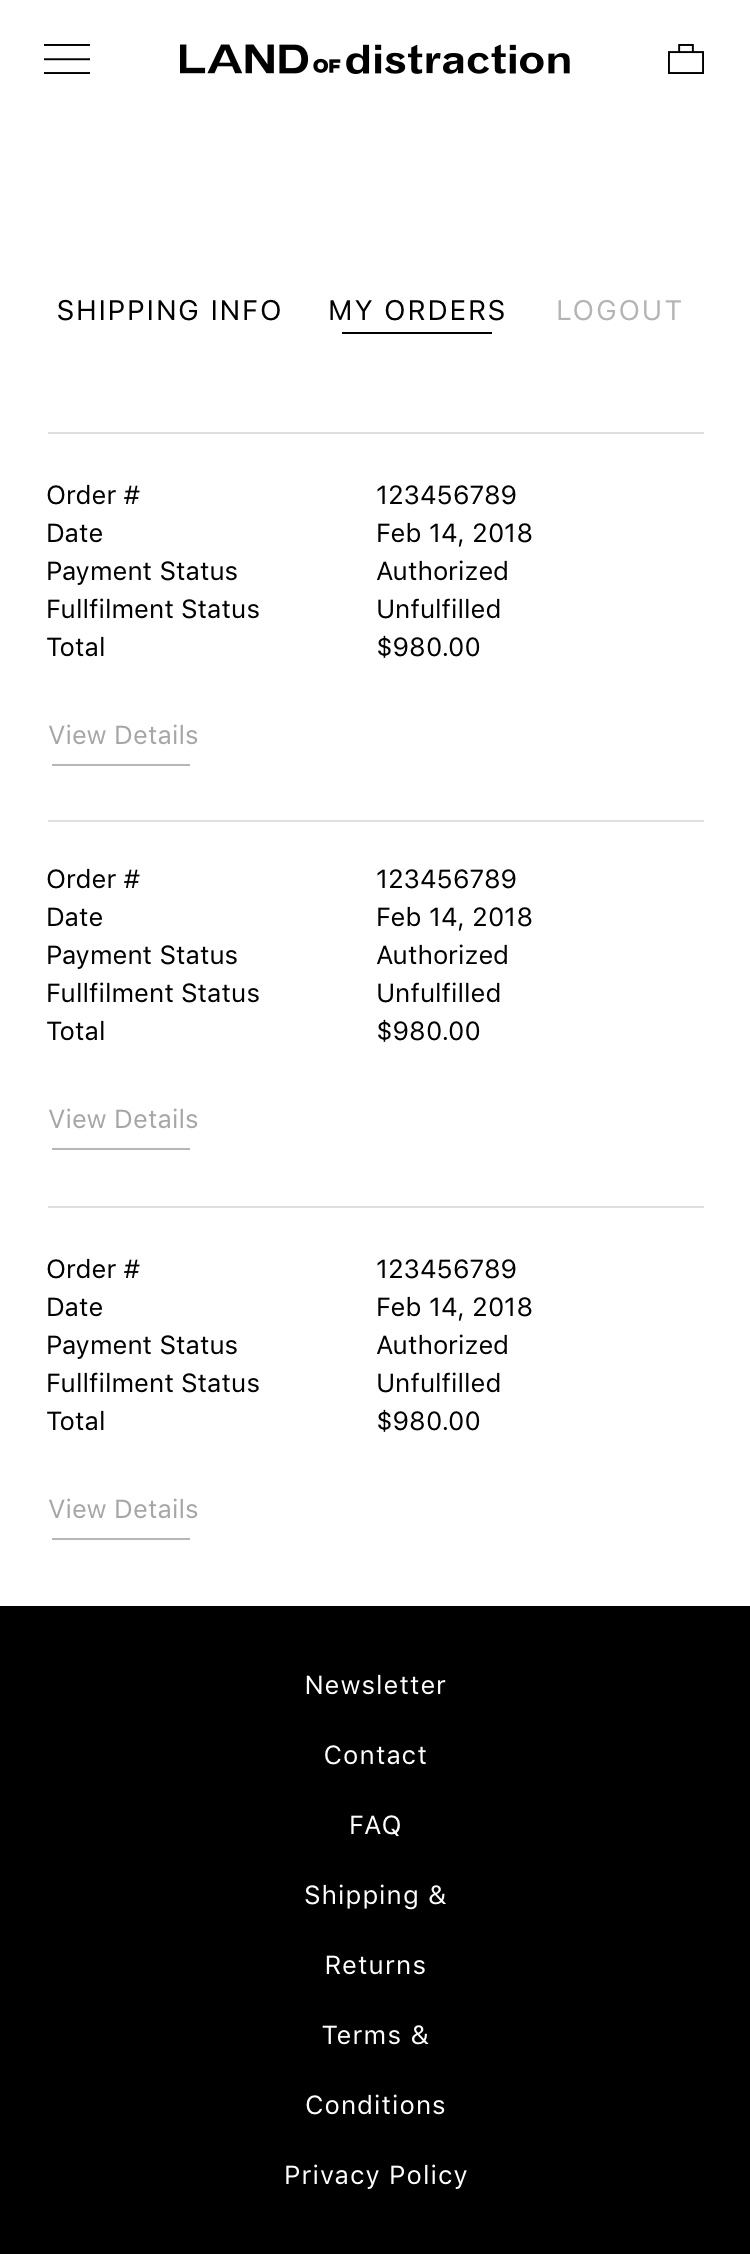 LAND OF distraction
SHIPPING INFO MY ORDERS LOGOUT
Order # 123456789
Date Feb 14, 2018
Payment Status Authorized
Fullfilment Status Unfulfilled
Total $980.00
View Details
Order # 123456789
Date Feb 14, 2018
Payment Status Authorized
Fullfilment Status Unfulfilled
Total $980.00
View Details
Order # 123456789
Date Feb 14, 2018
Payment Status Authorized
Fullfilment Status Unfulfilled
Total $980.00
View Details
Newsletter
Contact
FAQ
Shipping &
Returns
Terms &
Conditions
Privacy Policy